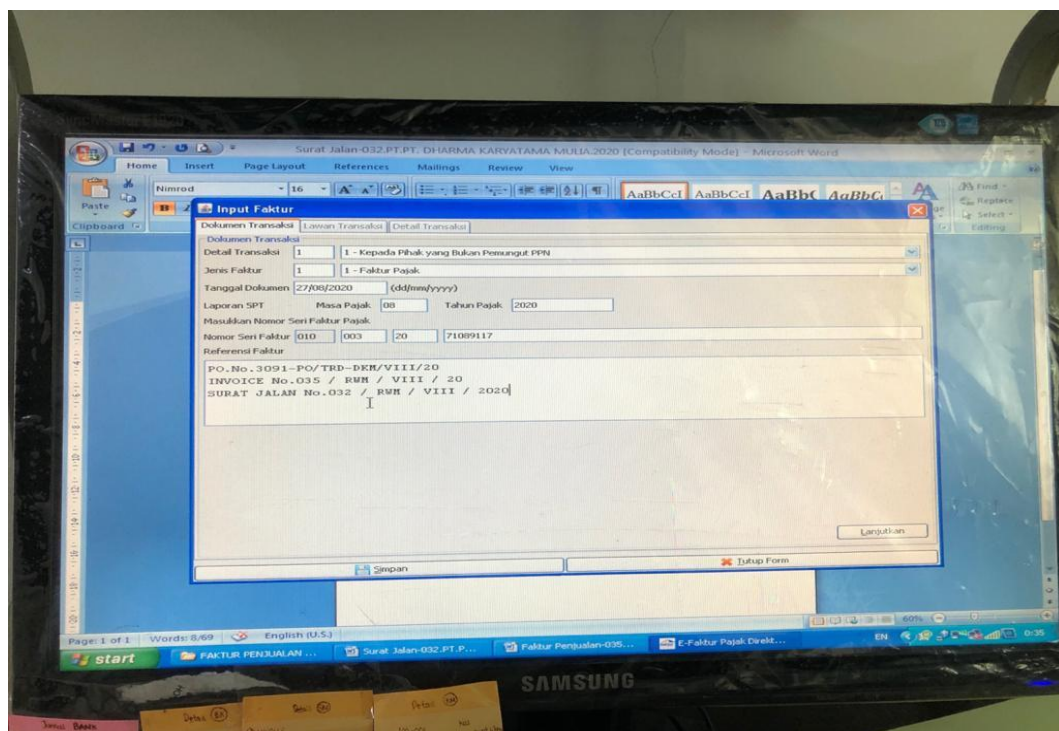 Surat Jalan-032.PT.PT. DHARMA KARYATAMA MULIA.2020 [Compatibility Mode] - Microsoft Word
Home Insert Page Layout References Mailings Review View
Nimrod 16 AaBbCcI AaBbCcI AaBbC AaBbCc Find
Paste Replace
Select
Clipboard Editing
Input Faktur
Dokumen Transaksi Lawan Transaksi Detail Transaksi
Dokumen Transaksi
Detail Transaksi 1 1 - Kepada Pihak yang Bukan Pemungut PPN
Jenis Faktur 1 1 - Faktur Pajak
Tanggal Dokumen 27/08/2020 (dd/mm/yyyy)
Laporan SPT Masa Pajak 08 Tahun Pajak 2020
Masukkan Nomor Seri Faktur Pajak
Nomor Seri Faktur 010 003 20 71089117
Referensi Faktur
PO.No.3091-PO/TRD-DKM/VIII/20
INVOICE No.035 / RWM / VIII / 20
SURAT JALAN No.032 / RWM / VIII / 2020
Lanjutkan
Simpan Tutup Form
Page: 1 of 1 Words: 8/69 English (U.S.) 60%
start FAKTUR PENJUALAN ... Surat Jalan-032.PT.P... Faktur Penjualan-035... E-Faktur Pajak Direkt... EN 0:35
SAMSUNG